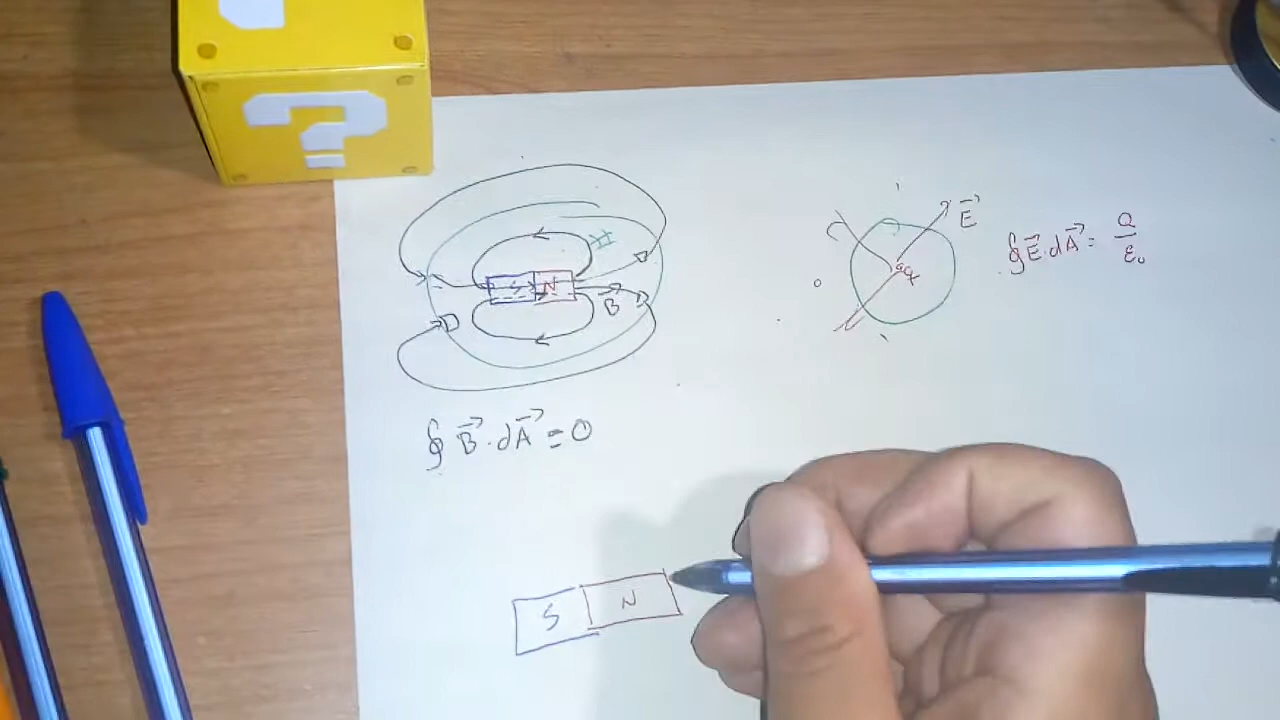 S N
B⃗
∮ B⃗ · dA⃗ = 0
S N
E⃗
q
∮ E⃗ · dA⃗ = Q/ε₀
?